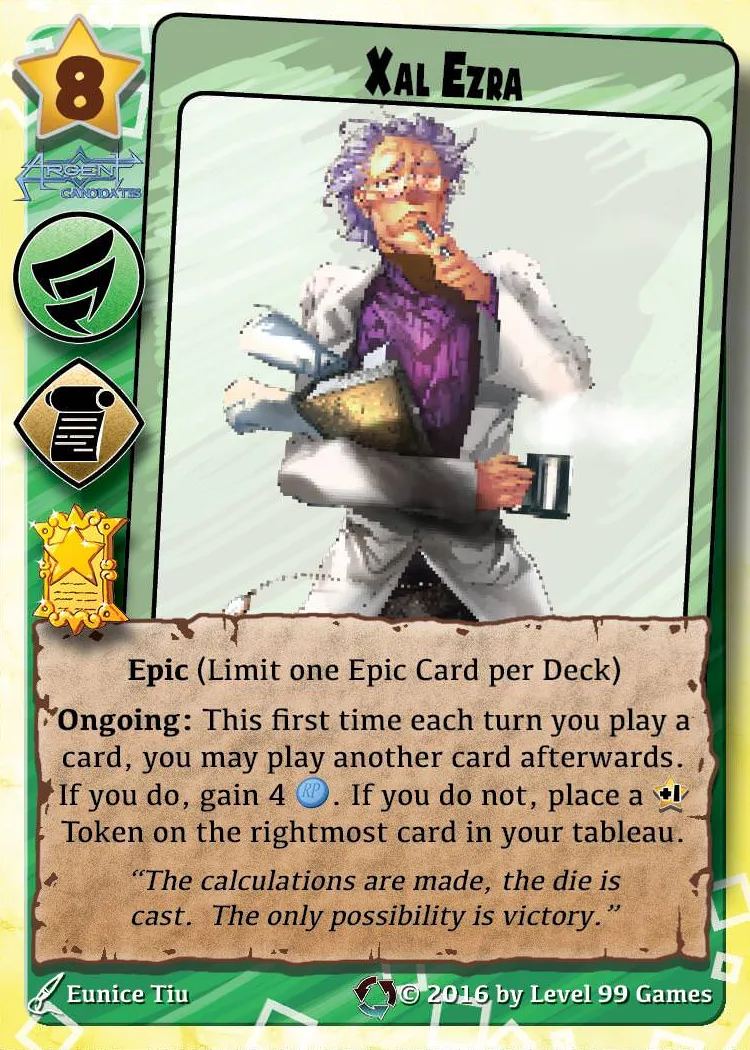 8
XAL EZRA
ARGENT
CANDIDATES
Epic (Limit one Epic Card per Deck)
Ongoing: This first time each turn you play a
card, you may play another card afterwards.
If you do, gain 4 RP. If you do not, place a +1
Token on the rightmost card in your tableau.
“The calculations are made, the die is
cast. The only possibility is victory.”
Eunice Tiu
© 2016 by Level 99 Games